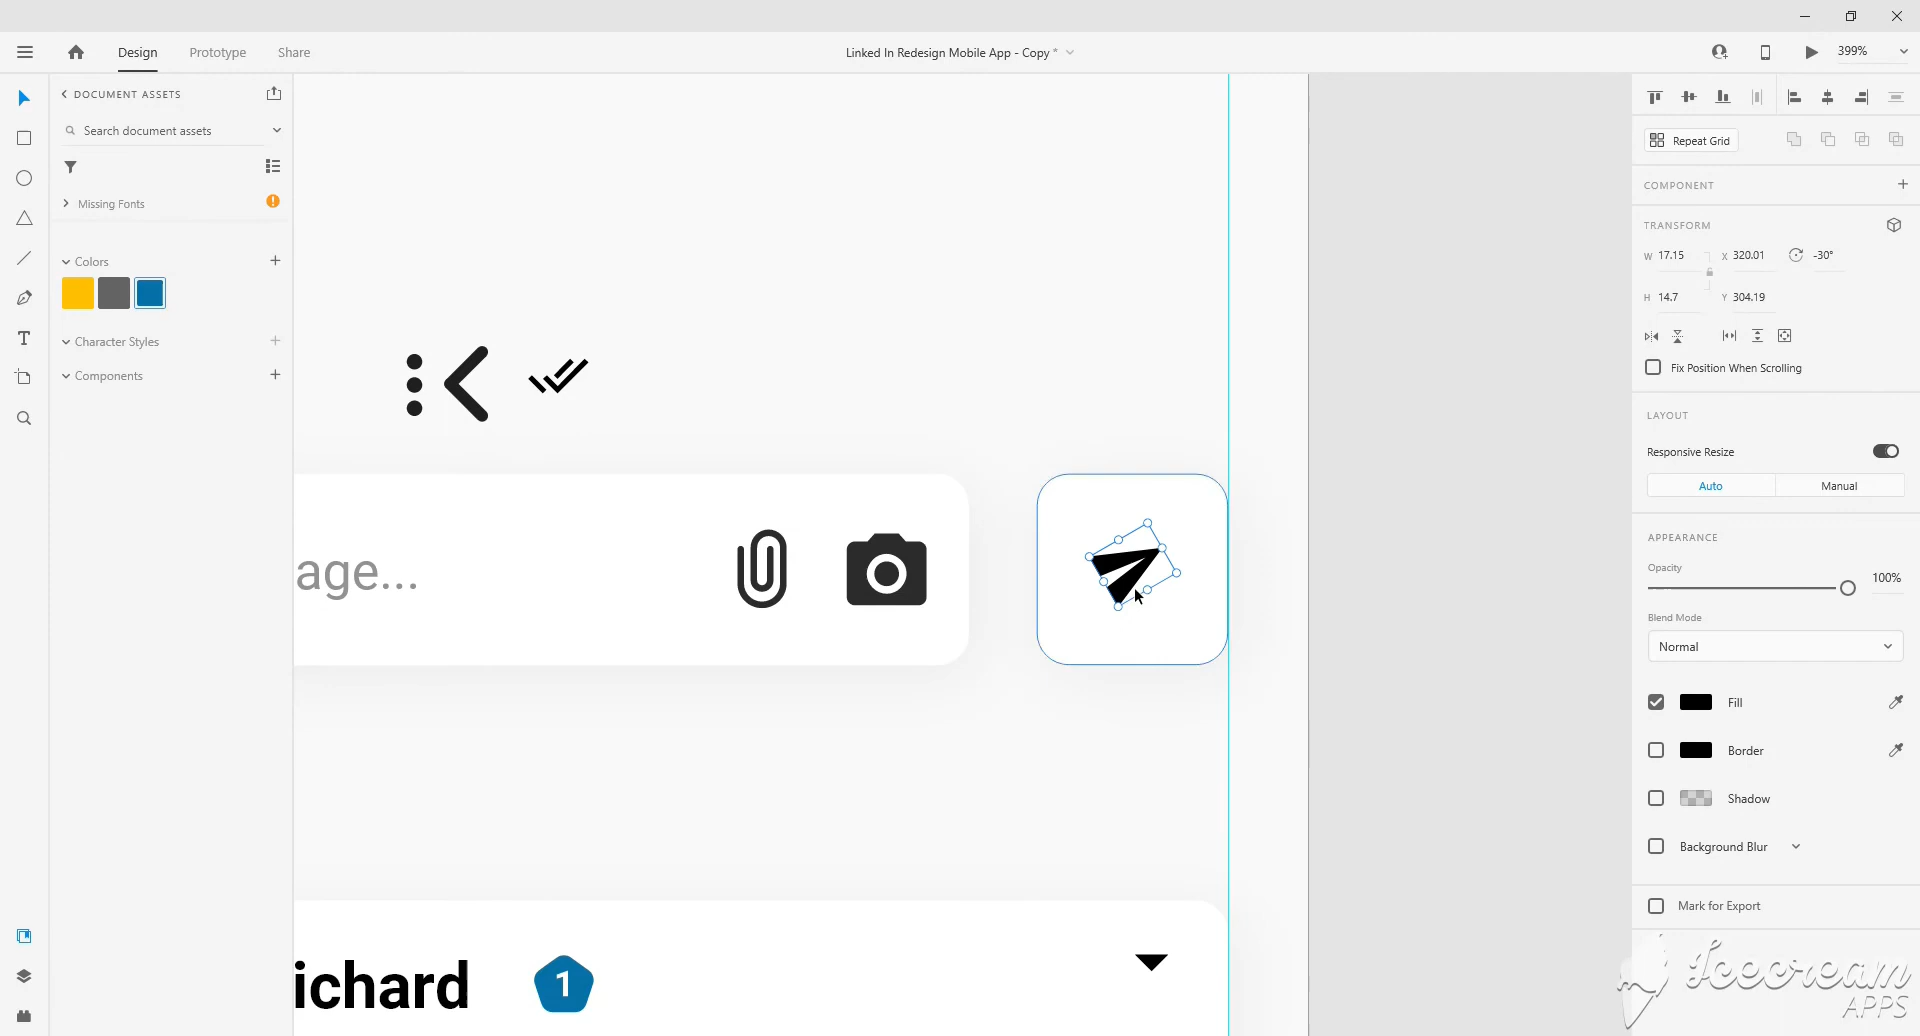 Design Prototype Share
Linked In Redesign Mobile App - Copy *
399%
DOCUMENT ASSETS
Search document assets
Missing Fonts
Colors
Character Styles
Components
age...
ichard
1
Repeat Grid
COMPONENT
TRANSFORM
W 17.15 X 320.01 -30°
H 14.7 Y 304.19
Fix Position When Scrolling
LAYOUT
Responsive Resize
Auto Manual
APPEARANCE
Opacity
100%
Blend Mode
Normal
Fill
Border
Shadow
Background Blur
Mark for Export
Icecream
APPS